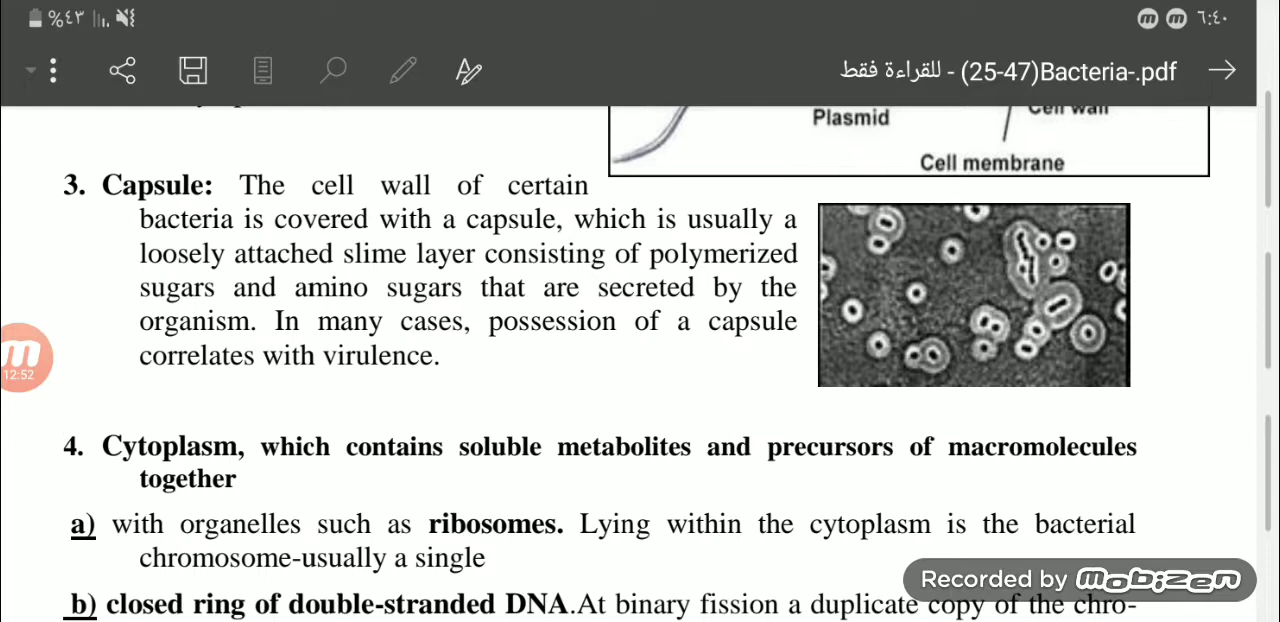 %٤٣ ٦:٤٠
(25-47)Bacteria-.pdf - للقراءة فقط
Plasmid
Cell wall
Cell membrane
3. Capsule: The cell wall of certain
bacteria is covered with a capsule, which is usually a
loosely attached slime layer consisting of polymerized
sugars and amino sugars that are secreted by the
organism. In many cases, possession of a capsule
correlates with virulence.
12:52
4. Cytoplasm, which contains soluble metabolites and precursors of macromolecules
together
a) with organelles such as ribosomes. Lying within the cytoplasm is the bacterial
chromosome-usually a single
Recorded by Mobizen
b) closed ring of double-stranded DNA.At binary fission a duplicate copy of the chro-